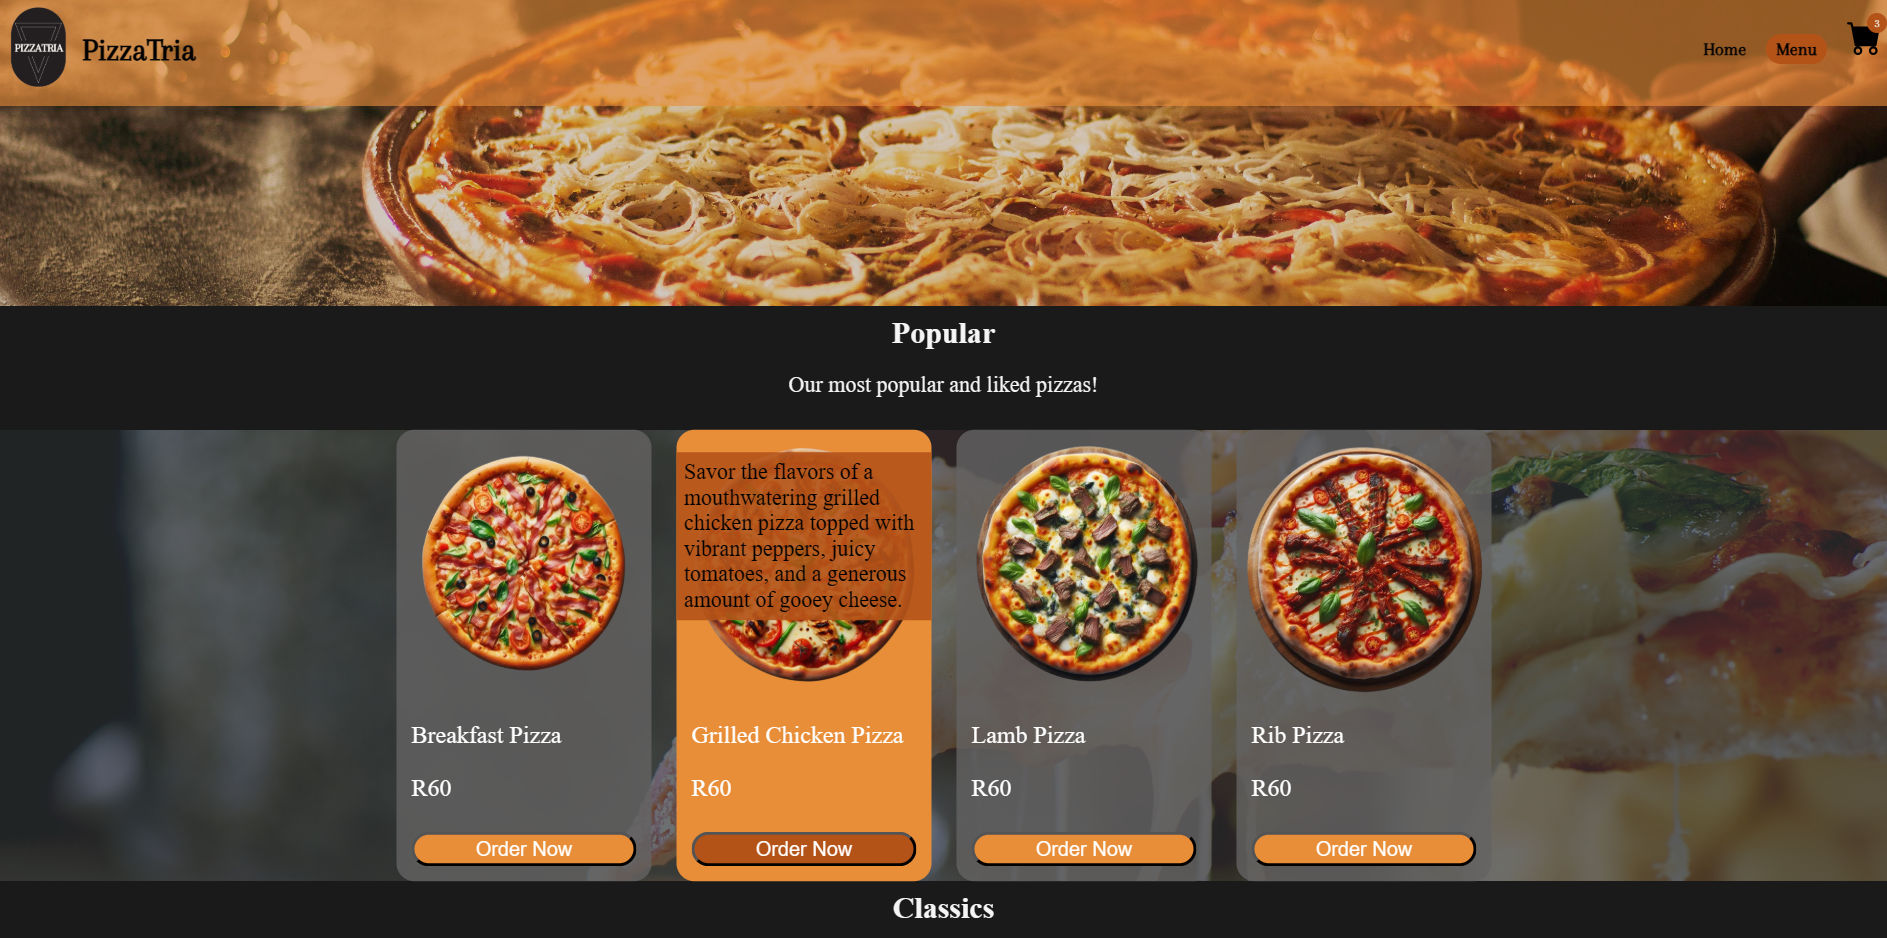 PIZZATRIA
PizzaTria
Home
Menu
3
Popular
Our most popular and liked pizzas!
Savor the flavors of a
mouthwatering grilled
chicken pizza topped with
vibrant peppers, juicy
tomatoes, and a generous
amount of gooey cheese.
Breakfast Pizza
Grilled Chicken Pizza
Lamb Pizza
Rib Pizza
R60
R60
R60
R60
Order Now
Order Now
Order Now
Order Now
Classics